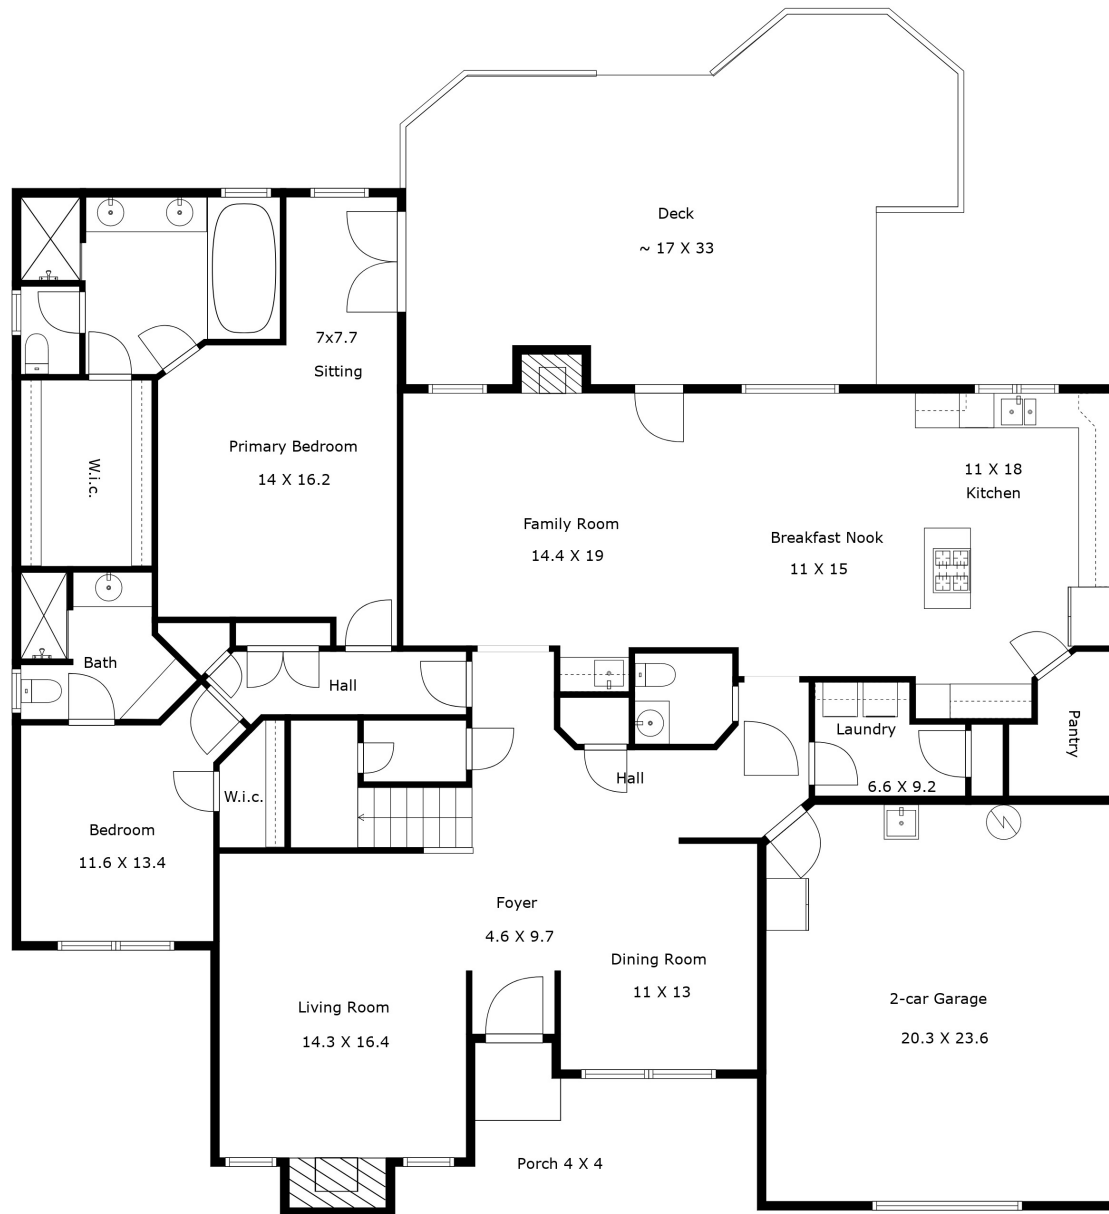 Deck
~ 17 X 33
7x7.7
Sitting
Primary Bedroom
14 X 16.2
W.i.c.
11 X 18
Kitchen
Family Room
14.4 X 19
Breakfast Nook
11 X 15
Bath
Hall
Laundry
6.6 X 9.2
Pantry
Hall
W.i.c.
Bedroom
11.6 X 13.4
Foyer
4.6 X 9.7
Dining Room
11 X 13
Living Room
14.3 X 16.4
2-car Garage
20.3 X 23.6
Porch 4 X 4